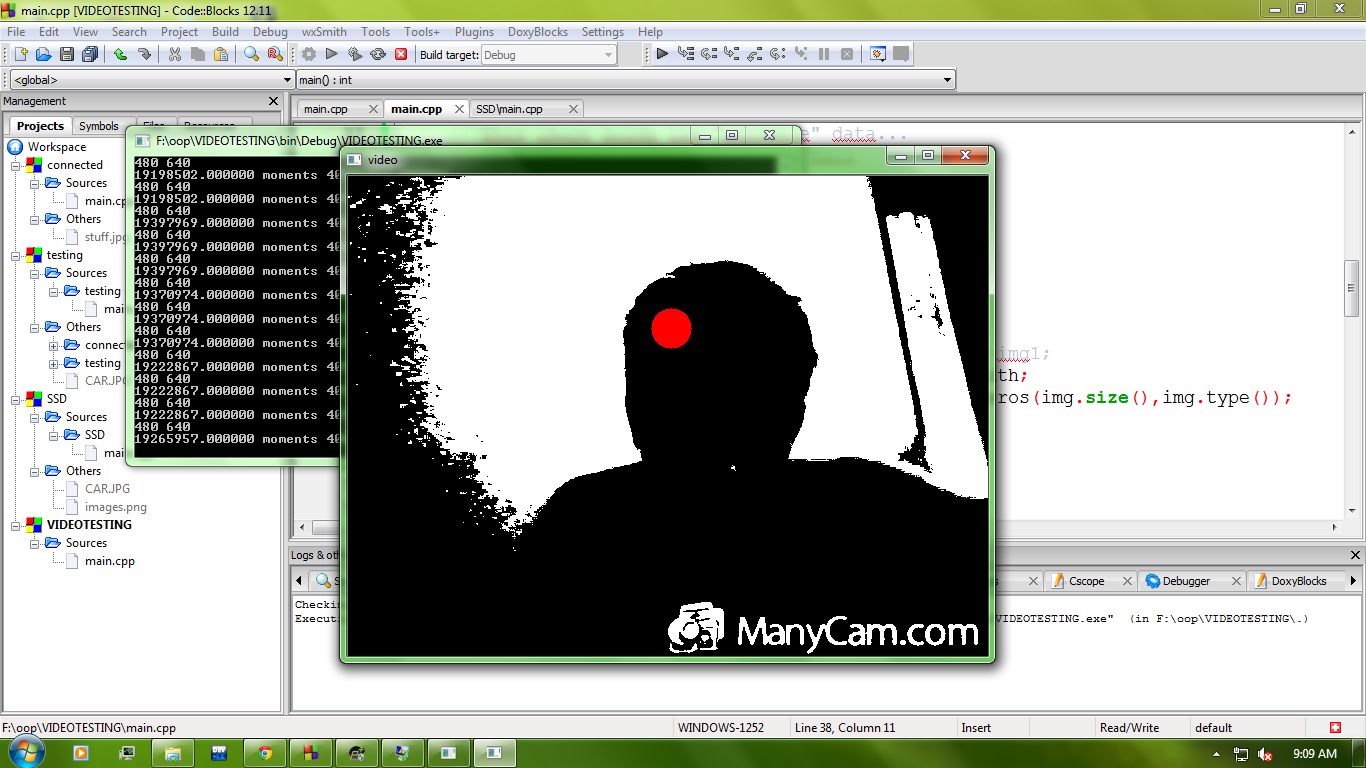 main.cpp [VIDEOTESTING] - Code::Blocks 12.11
File Edit View Search Project Build Debug wxSmith Tools Tools+ Plugins DoxyBlocks Settings Help
Build target: Debug
<global> main() : int
Management
Projects Symbols Files Resources
main.cpp main.cpp SSD\main.cpp
Workspace
connected
Sources
main.cp
Others
stuff.jpg
testing
Sources
testing
mai
Others
connec
testing
CAR.JPG
SSD
Sources
SSD
mai
Others
CAR.JPG
images.png
VIDEOTESTING
Sources
main.cpp
" data...
F:\oop\VIDEOTESTING\bin\Debug\VIDEOTESTING.exe
480 640
19198502.000000 moments 40
480 640
19198502.000000 moments 40
480 640
19397969.000000 moments 40
480 640
19397969.000000 moments 40
480 640
19397969.000000 moments 40
480 640
19370974.000000 moments 40
480 640
19370974.000000 moments 40
480 640
19370974.000000 moments 40
480 640
19222867.000000 moments 40
480 640
19222867.000000 moments 40
480 640
19222867.000000 moments 40
480 640
19265957.000000 moments 40
video
ManyCam.com
img1;
th;
ros(img.size(),img.type());
Logs & oth
Cscope Debugger DoxyBlocks
Checkin
Executi VIDEOTESTING.exe" (in F:\oop\VIDEOTESTING\.)
F:\oop\VIDEOTESTING\main.cpp WINDOWS-1252 Line 38, Column 11 Insert Read/Write default
9:09 AM